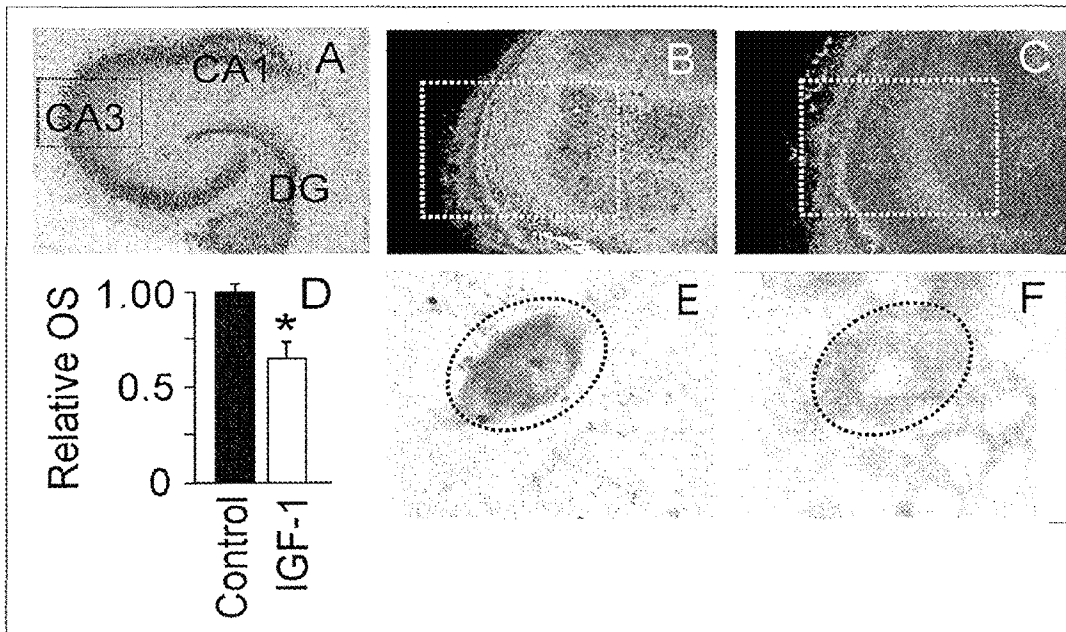 A
CA1
CA3
DG
B
C
D
Relative OS
1.00
0.5
0
*
Control
IGF-1
E
F